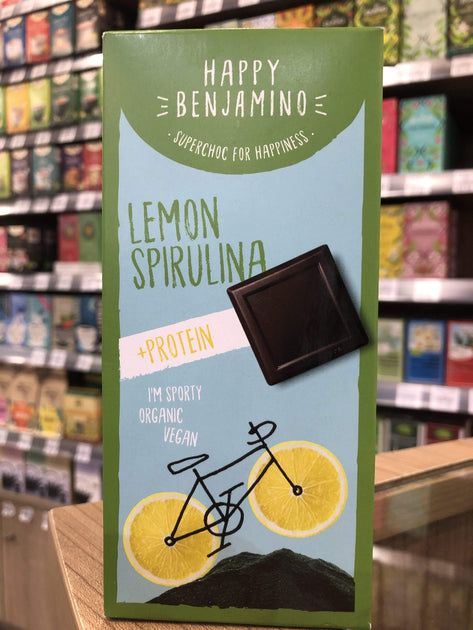 HAPPY
BENJAMINO
· SUPERCHOC FOR HAPPINESS ·
LEMON
SPIRULINA
+PROTEIN
I'M SPORTY
ORGANIC
VEGAN